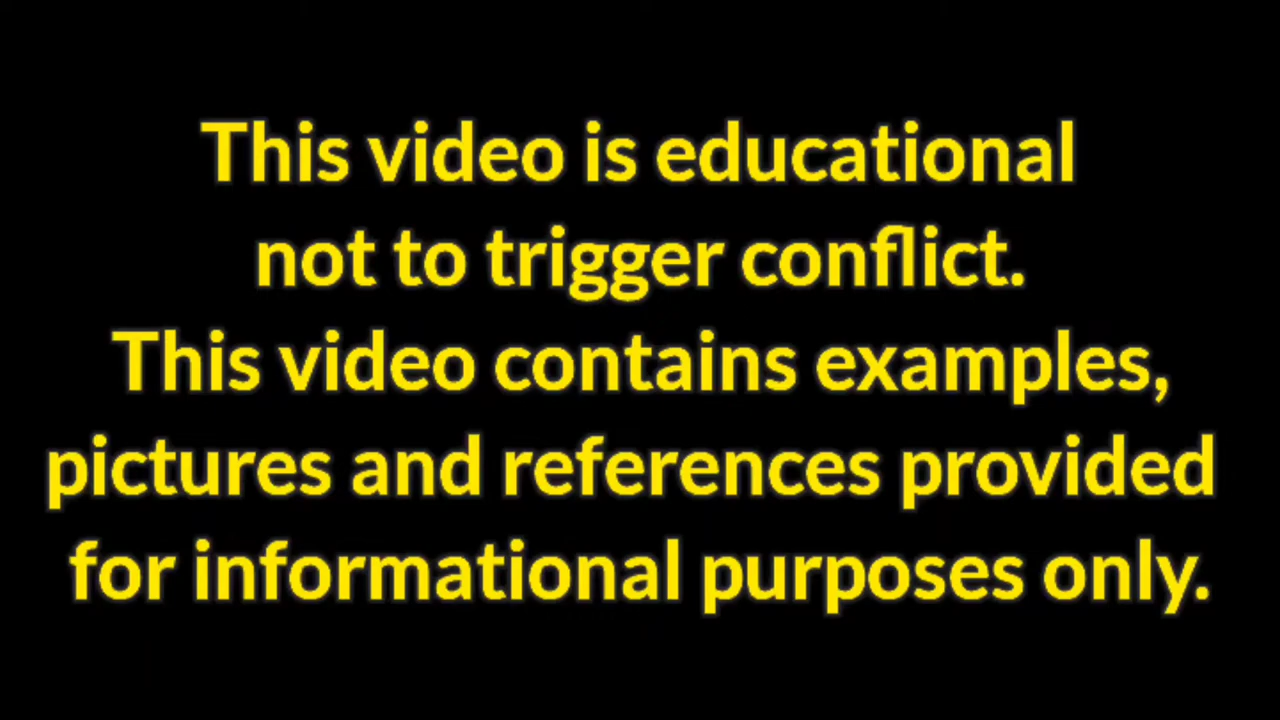 This video is educational
not to trigger conflict.
This video contains examples,
pictures and references provided
for informational purposes only.